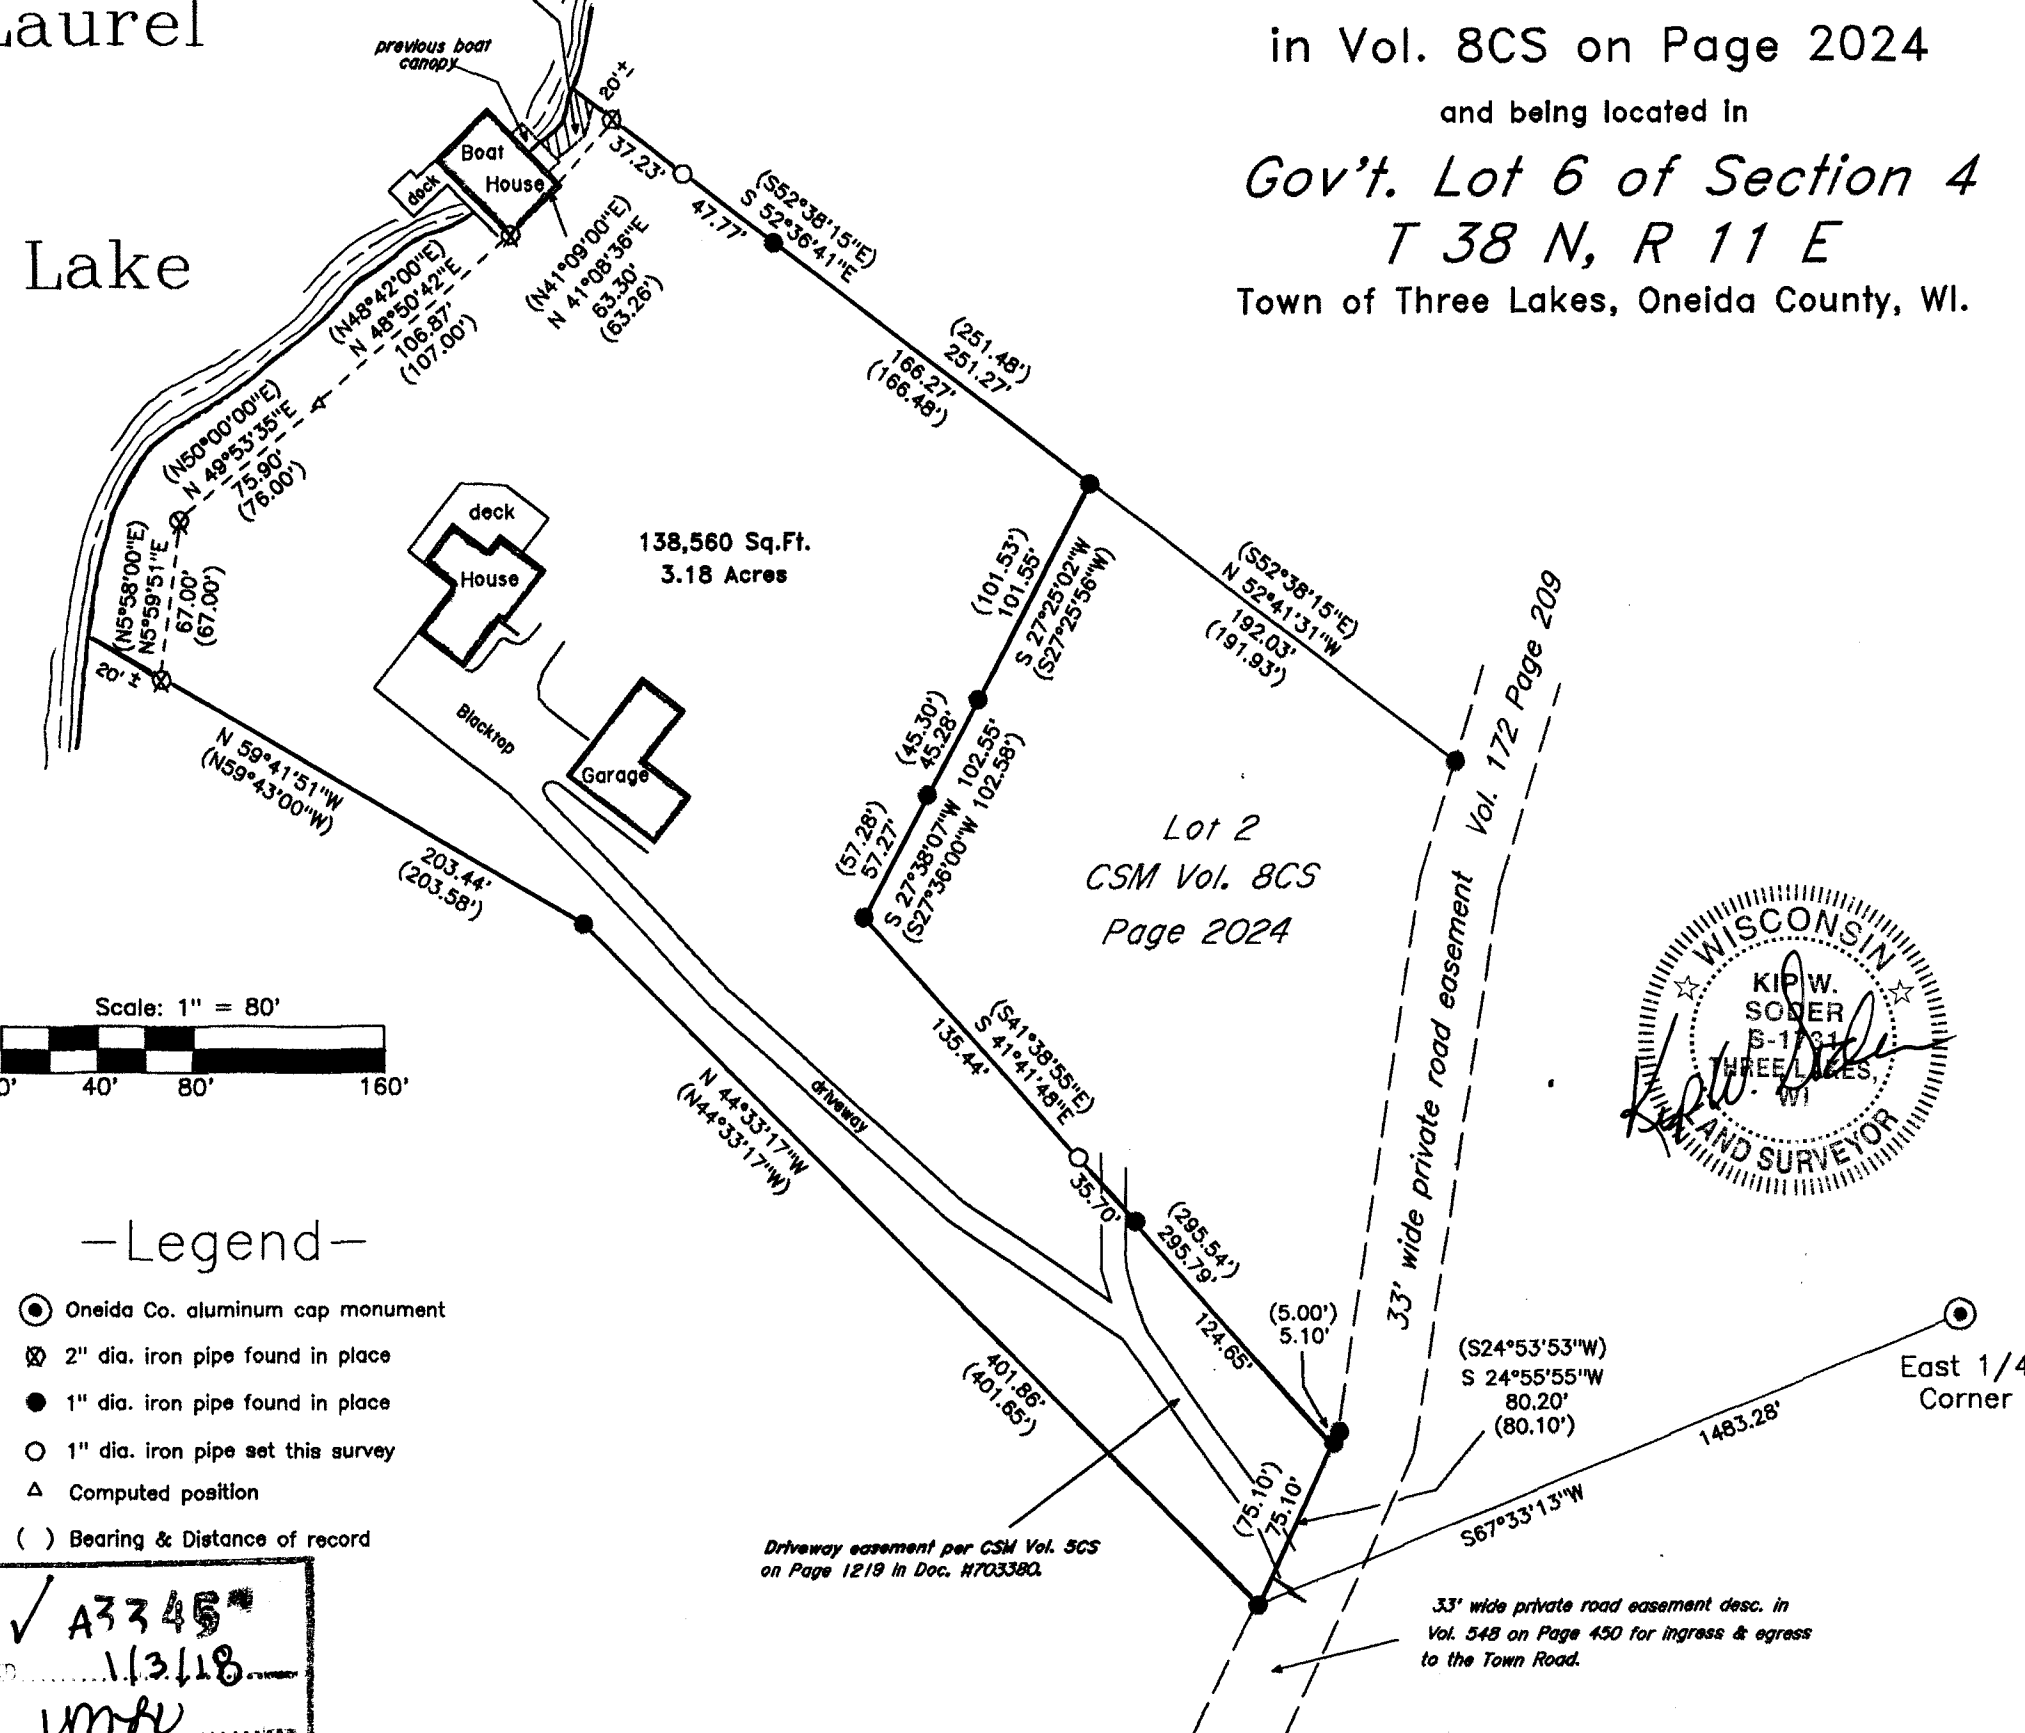 Laurel
Lake
in Vol. 8CS on Page 2024
and being located in
Gov't. Lot 6 of Section 4
T 38 N, R 11 E
Town of Three Lakes, Oneida County, WI.
previous boat
canopy
Boat
House
deck
20'±
37.23'
47.77'
(S52°38'15"E)
S 52°36'41"E
(N41°09'00"E)
N 41°08'36"E
63.30'
(63.26')
(N48°42'00"E)
N 48°50'42"E
106.87'
(107.00')
(N50°00'00"E)
N 49°53'35"E
75.90'
(76.00')
(N5°58'00"E)
N5°59'51"E
67.00'
(67.00')
20' ±
(251.48')
251.27'
166.27'
(166.48')
deck
House
138,560 Sq.Ft.
3.18 Acres
Blacktop
Garage
(101.53')
101.55'
S 27°25'02"W
(S27°25'56"W)
(S52°38'15"E)
N 52°41'31"W
192.03'
(191.93')
(45.30')
45.28'
(57.28')
57.27'
S 27°38'07"W 102.55'
(S27°36'00"W 102.58')
N 59°41'51"W
(N59°43'00"W)
203.44'
(203.58')
Lot 2
CSM Vol. 8CS
Page 2024
33' wide private road easement Vol. 172 Page 209
WISCONSIN
KIP W.
SODER
S-1731
THREE LAKES,
WI
LAND SURVEYOR
Kip W. Soder
Scale: 1" = 80'
0' 40' 80' 160'
(S41°38'55"E)
S 41°41'48"E
135.44'
driveway
N 44°33'17"W
(N44°33'17"W)
35.70'
(295.54')
295.79'
124.65'
(5.00')
5.10'
401.86'
(401.65')
(S24°53'53"W)
S 24°55'55"W
80.20'
(80.10')
(75.10')
75.10'
East 1/4
Corner
1483.28'
S67°33'13"W
-Legend-
Oneida Co. aluminum cap monument
2" dia. iron pipe found in place
1" dia. iron pipe found in place
1" dia. iron pipe set this survey
Computed position
( ) Bearing & Distance of record
Driveway easement per CSM Vol. 5CS
on Page 1219 in Doc. #703380.
33' wide private road easement desc. in
Vol. 548 on Page 450 for ingress & egress
to the Town Road.
A3345
1/3/18